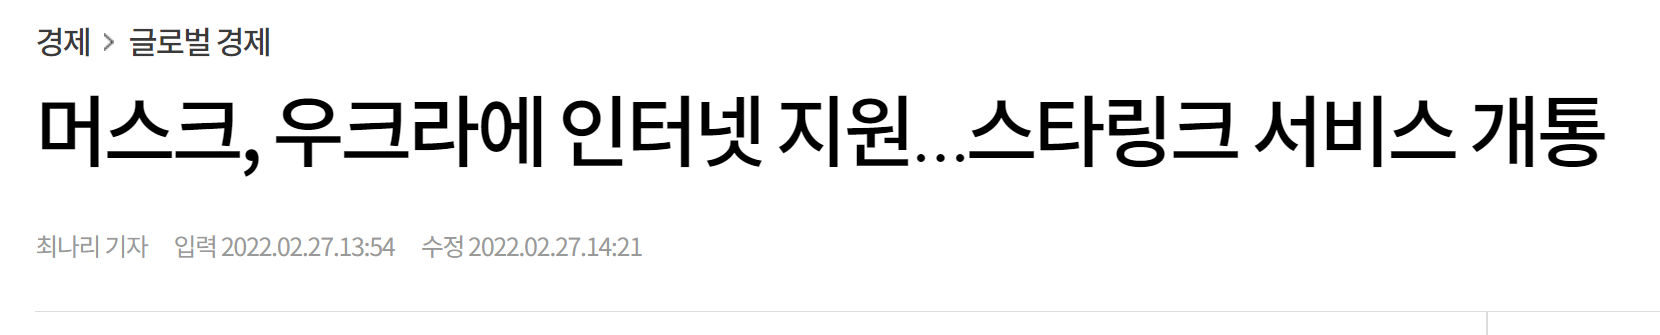 경제 > 글로벌 경제
머스크, 우크라에 인터넷 지원…스타링크 서비스 개통
최나리 기자 입력 2022.02.27.13:54 수정 2022.02.27.14:21